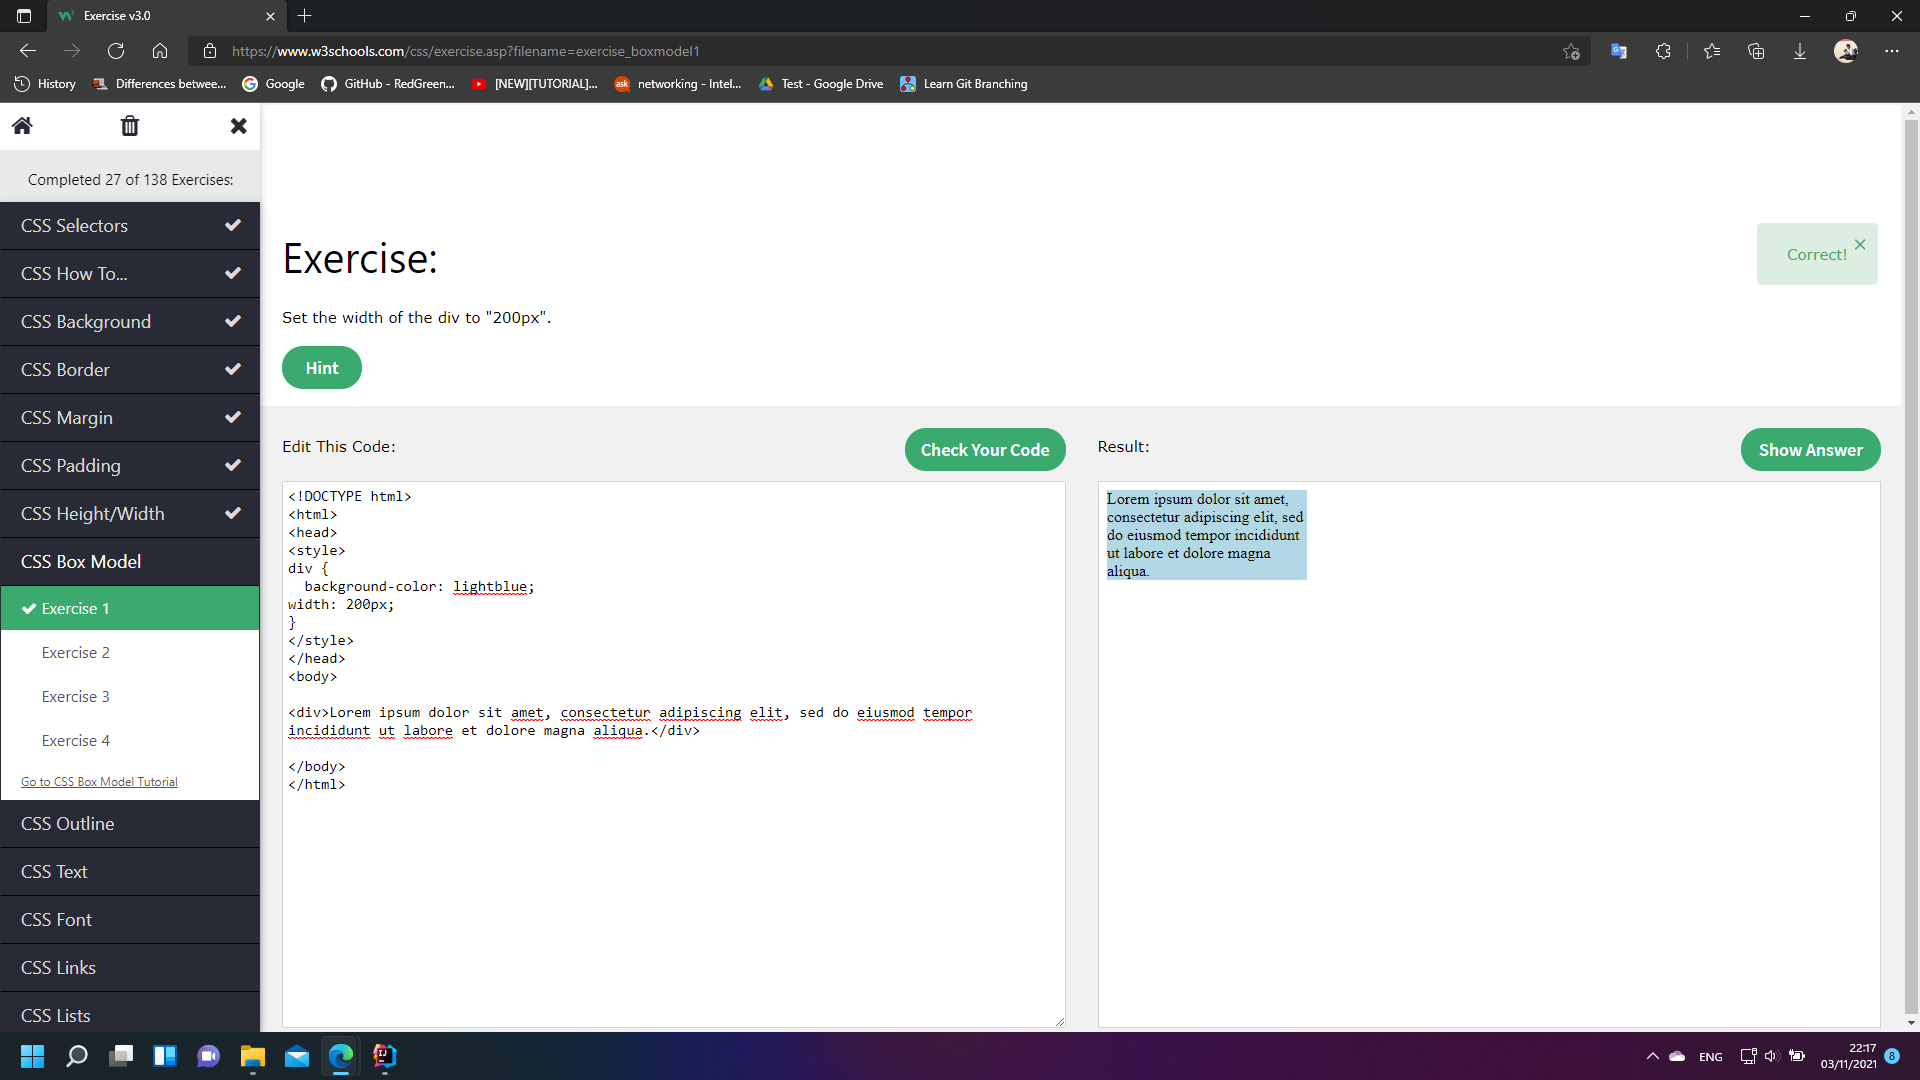 Exercise v3.0
https://www.w3schools.com/css/exercise.asp?filename=exercise_boxmodel1
History
Differences betwee...
Google
GitHub - RedGreen...
[NEW][TUTORIAL]...
networking - Intel...
Test - Google Drive
Learn Git Branching
Completed 27 of 138 Exercises:
CSS Selectors
CSS How To...
CSS Background
CSS Border
CSS Margin
CSS Padding
CSS Height/Width
CSS Box Model
Exercise 1
Exercise 2
Exercise 3
Exercise 4
Go to CSS Box Model Tutorial
CSS Outline
CSS Text
CSS Font
CSS Links
CSS Lists
Exercise:
Correct!
Set the width of the div to "200px".
Hint
Edit This Code:
Check Your Code
<!DOCTYPE html>
<html>
<head>
<style>
div {
  background-color: lightblue;
width: 200px;
}
</style>
</head>
<body>
<div>Lorem ipsum dolor sit amet, consectetur adipiscing elit, sed do eiusmod tempor
incididunt ut labore et dolore magna aliqua.</div>
</body>
</html>
Result:
Show Answer
Lorem ipsum dolor sit amet,
consectetur adipiscing elit, sed
do eiusmod tempor incididunt
ut labore et dolore magna
aliqua.
ask
IJ
ENG
22:17
03/11/2021
8